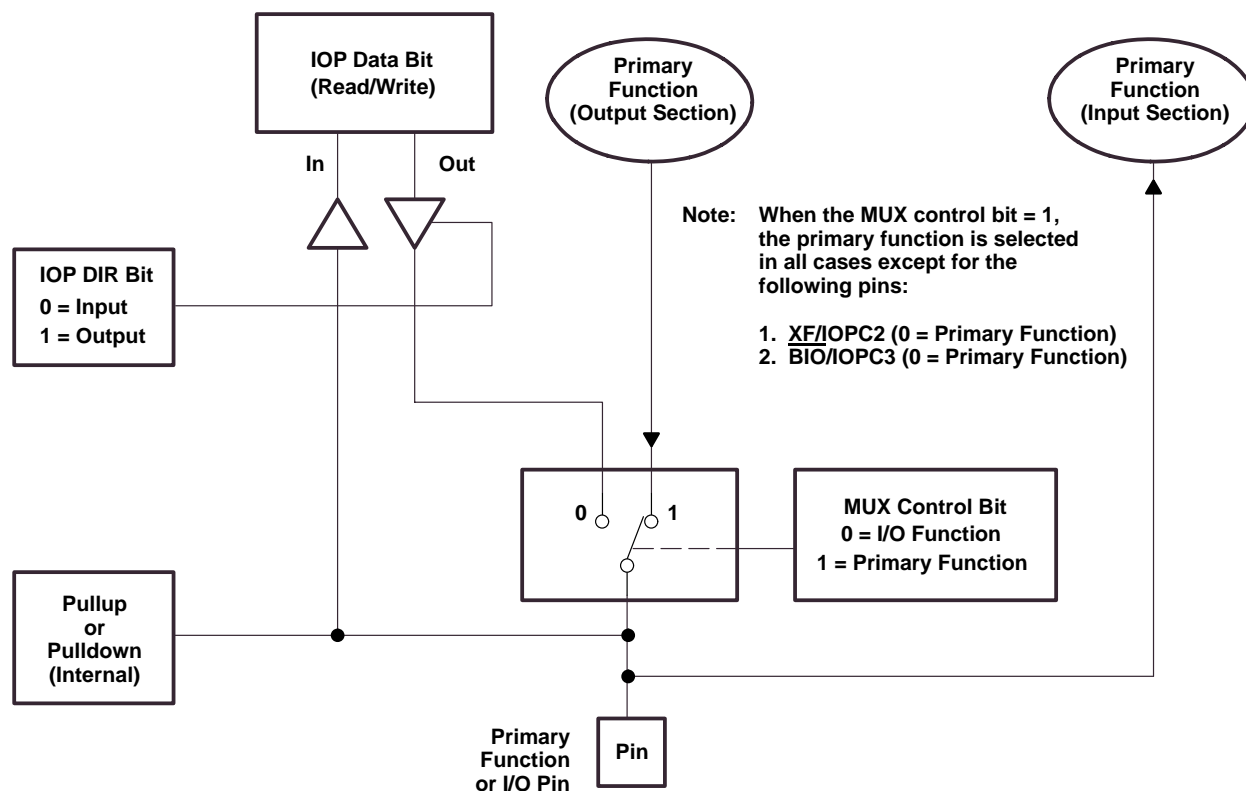 IOP Data Bit
(Read/Write)
Primary
Function
(Output Section)
Primary
Function
(Input Section)
In
Out
Note: When the MUX control bit = 1,
the primary function is selected
in all cases except for the
following pins:
1. XF/IOPC2 (0 = Primary Function)
2. BIO/IOPC3 (0 = Primary Function)
IOP DIR Bit
0 = Input
1 = Output
0
1
MUX Control Bit
0 = I/O Function
1 = Primary Function
Pullup
or
Pulldown
(Internal)
Primary
Function
or I/O Pin
Pin